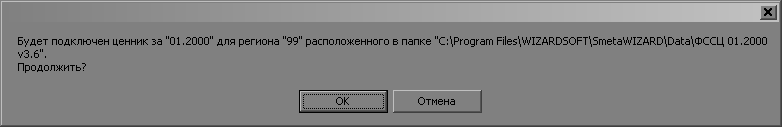 Будет подключен ценник за "01.2000" для региона "99" расположенного в папке "C:\Program Files\WIZARDSOFT\SmetaWIZARD\Data\ФССЦ 01.2000
v3.6".
Продолжить?
OK
Отмена